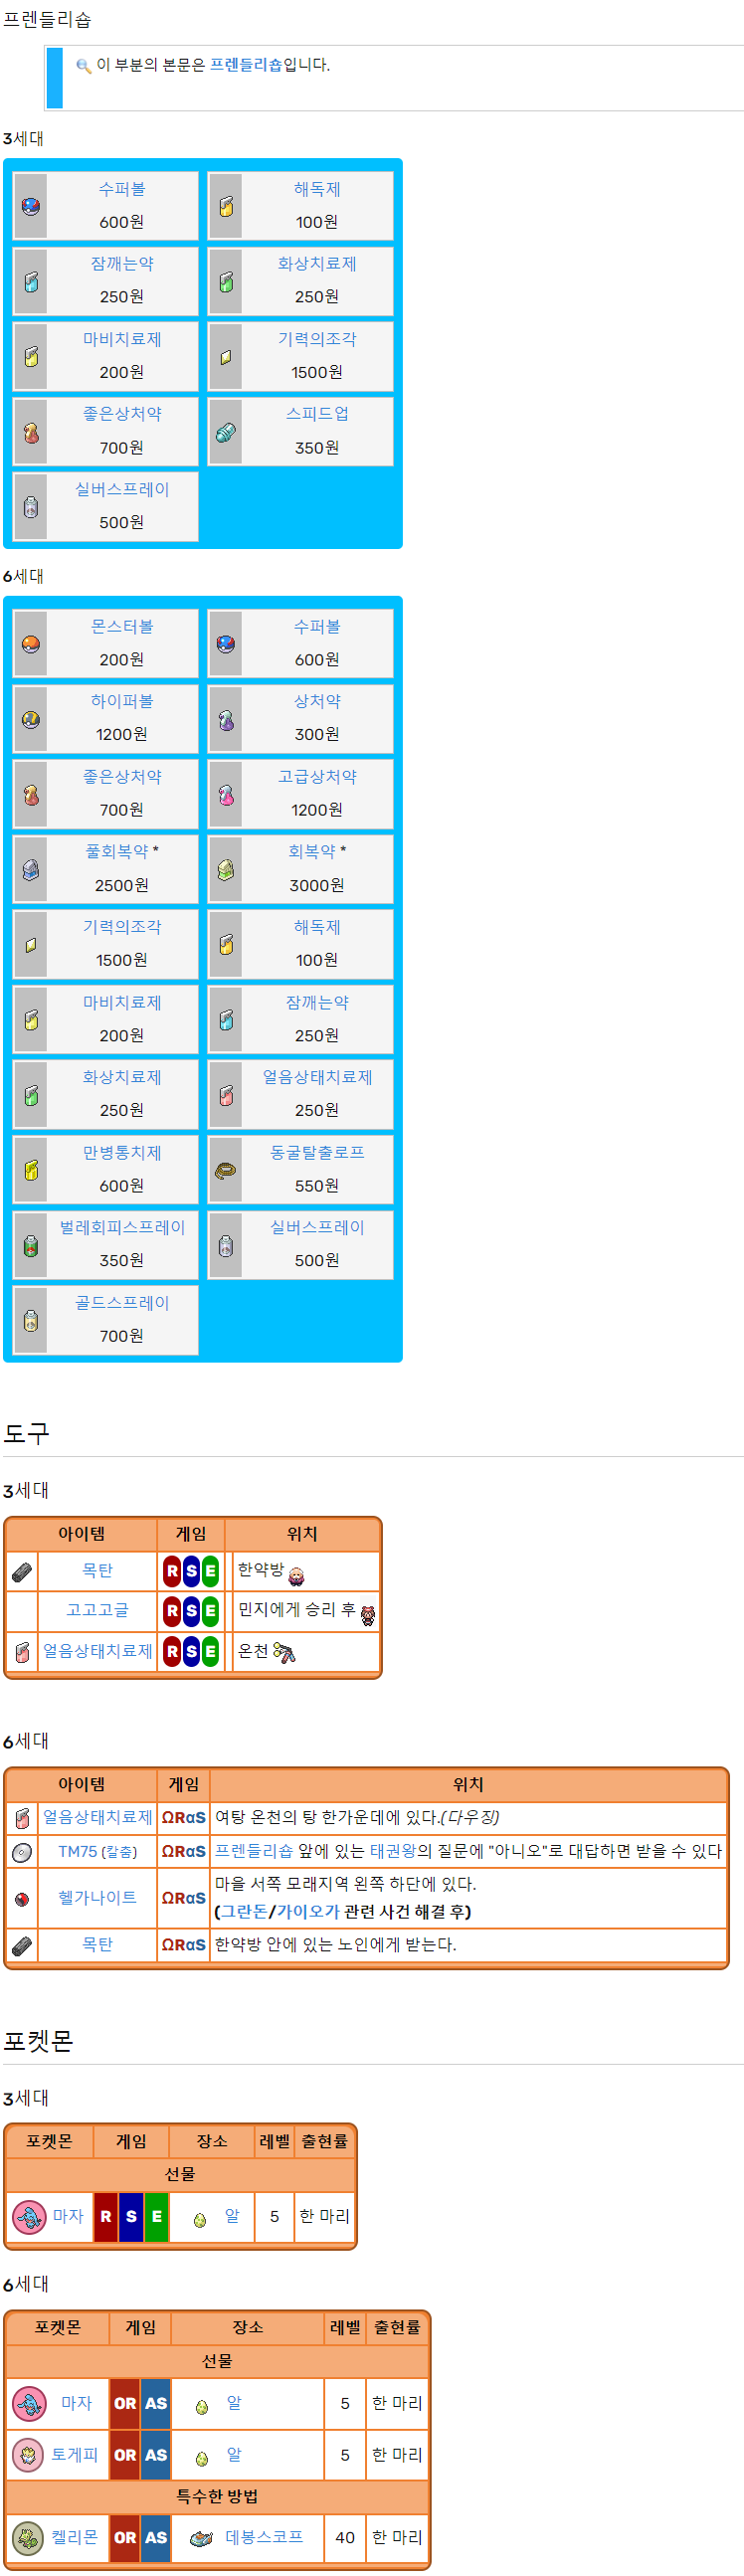 프렌들리숍
이 부분의 본문은 프렌들리숍입니다.
3세대
수퍼볼 해독제
600원 100원
잠깨는약 화상치료제
250원 250원
마비치료제 기력의조각
200원 1500원
좋은상처약 스피드업
700원 350원
실버스프레이
500원
6세대
몬스터볼 수퍼볼
200원 600원
하이퍼볼 상처약
1200원 300원
좋은상처약 고급상처약
700원 1200원
풀회복약 * 회복약 *
2500원 3000원
기력의조각 해독제
1500원 100원
마비치료제 잠깨는약
200원 250원
화상치료제 얼음상태치료제
250원 250원
만병통치제 동굴탈출로프
600원 550원
벌레회피스프레이 실버스프레이
350원 500원
골드스프레이
700원
도구
3세대
아이템 게임 위치
목탄 R S E 한약방
고고고글 R S E 민지에게 승리 후
얼음상태치료제 R S E 온천
6세대
아이템 게임 위치
얼음상태치료제 ΩRαS 여탕 온천의 탕 한가운데에 있다.(다우징)
TM75 (칼춤) ΩRαS 프렌들리숍 앞에 있는 태권왕의 질문에 "아니오"로 대답하면 받을 수 있다
헬가나이트 ΩRαS 마을 서쪽 모래지역 왼쪽 하단에 있다.
(그란돈/가이오가 관련 사건 해결 후)
목탄 ΩRαS 한약방 안에 있는 노인에게 받는다.
포켓몬
3세대
포켓몬 게임 장소 레벨 출현률
선물
마자 R S E 알 5 한 마리
6세대
포켓몬 게임 장소 레벨 출현률
선물
마자 OR AS 알 5 한 마리
토게피 OR AS 알 5 한 마리
특수한 방법
켈리몬 OR AS 데봉스코프 40 한 마리